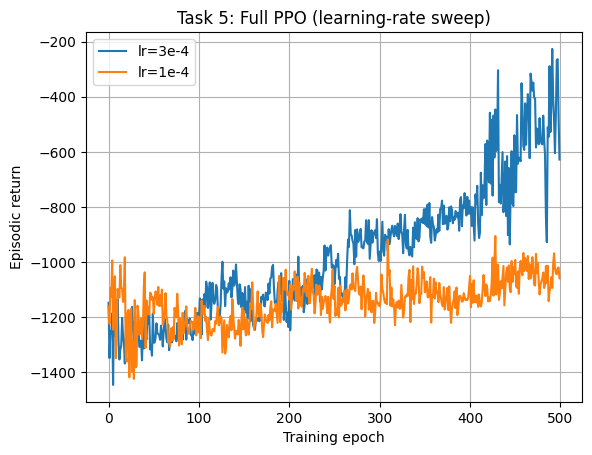 Task 5: Full PPO (learning-rate sweep)
lr=3e-4
lr=1e-4
Episodic return
−200
−400
−600
−800
−1000
−1200
−1400
0
100
200
300
400
500
Training epoch